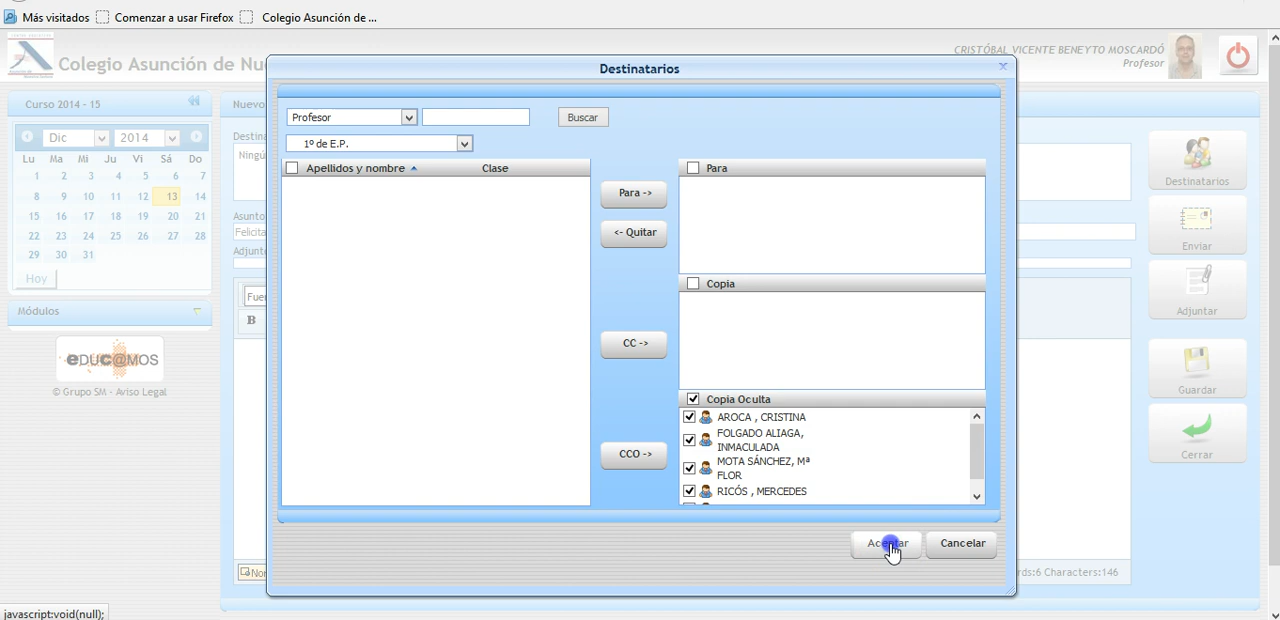 Más visitados Comenzar a usar Firefox Colegio Asunción de ...
Colegio Asunción de Nu
CRISTÓBAL VICENTE BENEYTO MOSCARDÓ
Profesor
Destinatarios
Curso 2014 - 15
Dic 2014
Lu Ma Mi Ju Vi Sá Do
1 2 3 4 5 6 7
8 9 10 11 12 13 14
15 16 17 18 19 20 21
22 23 24 25 26 27 28
29 30 31
Hoy
Módulos
EDUC@MOS
© Grupo SM - Aviso Legal
Nuevo
Destina
Ningú
Asunto
Felicita
Adjunt
Fuer
B
Nor
Profesor
Buscar
1º de E.P.
Apellidos y nombre Clase
Para ->
<- Quitar
CC ->
CCO ->
Para
Copia
Copia Oculta
AROCA , CRISTINA
FOLGADO ALIAGA,
INMACULADA
MOTA SÁNCHEZ, Mª
FLOR
RICÓS , MERCEDES
Aceptar Cancelar
rds:6 Characters:146
Destinatarios
Enviar
Adjuntar
Guardar
Cerrar
javascript:void(null);